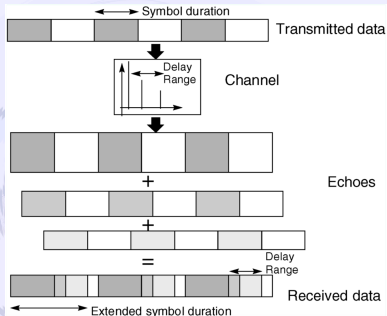 Symbol duration
Transmitted data
Delay
Range
Channel
+
Echoes
+
=
Delay
Range
Received data
Extended symbol duration